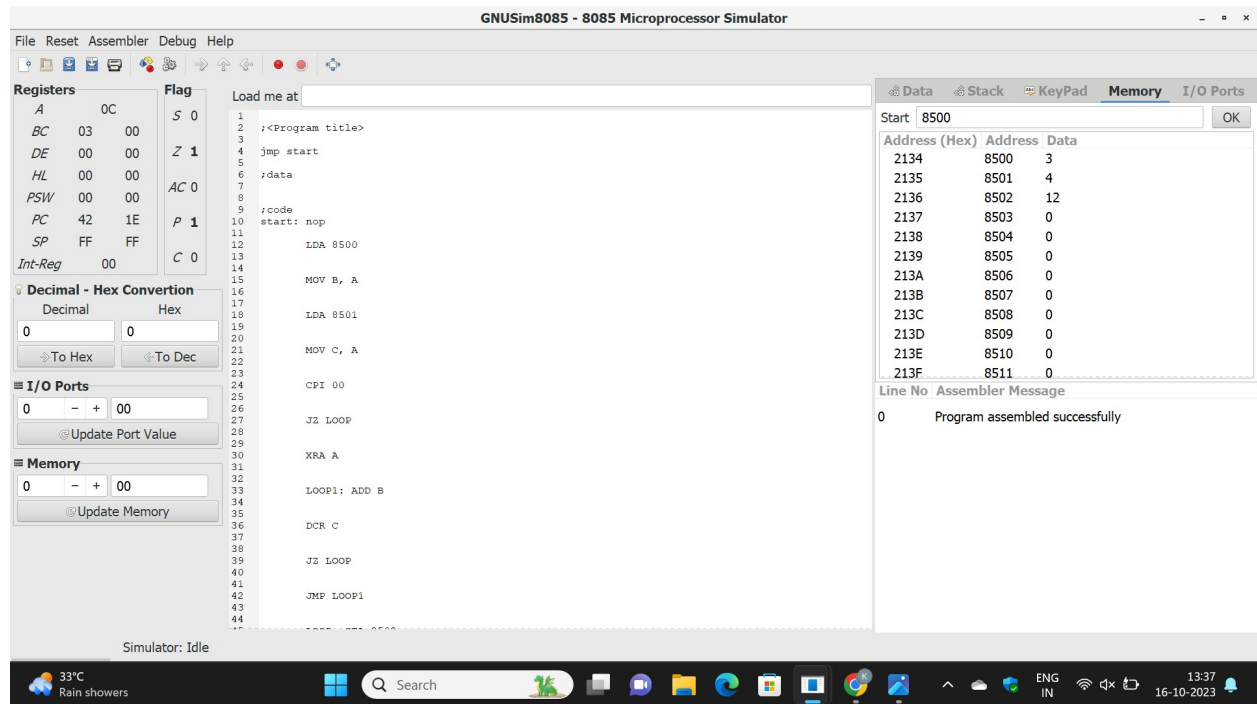 GNUSim8085 - 8085 Microprocessor Simulator
File Reset Assembler Debug Help
Registers
A 0C
BC 03 00
DE 00 00
HL 00 00
PSW 00 00
PC 42 1E
SP FF FF
Int-Reg 00
Flag
S 0
Z 1
AC 0
P 1
C 0
Decimal - Hex Convertion
Decimal Hex
0 0
To Hex To Dec
I/O Ports
0 - + 00
Update Port Value
Memory
0 - + 00
Update Memory
Load me at
1
2 ;<Program title>
3
4 jmp start
5
6 ;data
7
8
9 ;code
10 start: nop
11
12 LDA 8500
13
14
15 MOV B, A
16
17
18 LDA 8501
19
20
21 MOV C, A
22
23
24 CPI 00
25
26
27 JZ LOOP
28
29
30 XRA A
31
32
33 LOOP1: ADD B
34
35
36 DCR C
37
38
39 JZ LOOP
40
41
42 JMP LOOP1
43
44
Data Stack KeyPad Memory I/O Ports
Start 8500 OK
Address (Hex) Address Data
2134 8500 3
2135 8501 4
2136 8502 12
2137 8503 0
2138 8504 0
2139 8505 0
213A 8506 0
213B 8507 0
213C 8508 0
213D 8509 0
213E 8510 0
213F 8511 0
Line No Assembler Message
0 Program assembled successfully
Simulator: Idle
33°C
Rain showers
Search
ENG
IN
13:37
16-10-2023